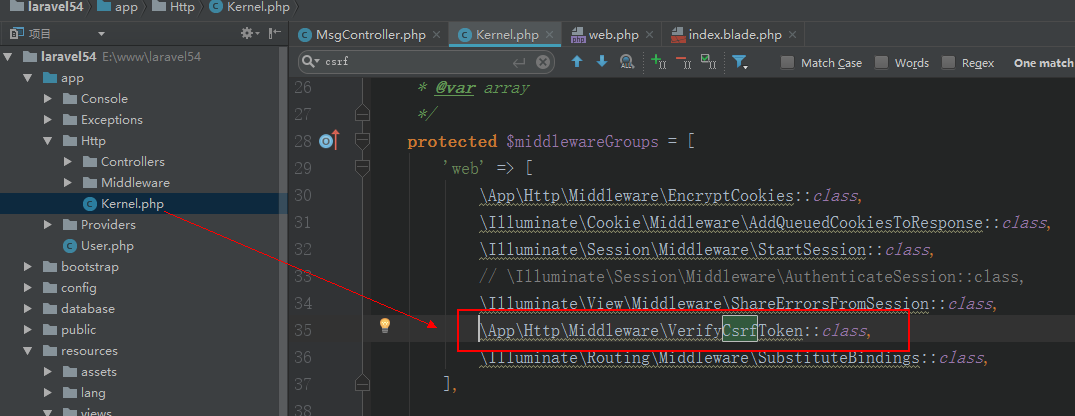 laravel54 > app > Http > Kernel.php
项目
laravel54 E:\www\laravel54
app
Console
Exceptions
Http
Controllers
Middleware
Kernel.php
Providers
User.php
bootstrap
config
database
public
resources
assets
lang
views
MsgController.php × Kernel.php × web.php × index.blade.php ×
csrf Match Case Words Regex One match
26 * @var array
27 */
28 protected $middlewareGroups = [
29 'web' => [
30 \App\Http\Middleware\EncryptCookies::class,
31 \Illuminate\Cookie\Middleware\AddQueuedCookiesToResponse::class,
32 \Illuminate\Session\Middleware\StartSession::class,
33 // \Illuminate\Session\Middleware\AuthenticateSession::class,
34 \Illuminate\View\Middleware\ShareErrorsFromSession::class,
35 \App\Http\Middleware\VerifyCsrfToken::class,
36 \Illuminate\Routing\Middleware\SubstituteBindings::class,
37 ],